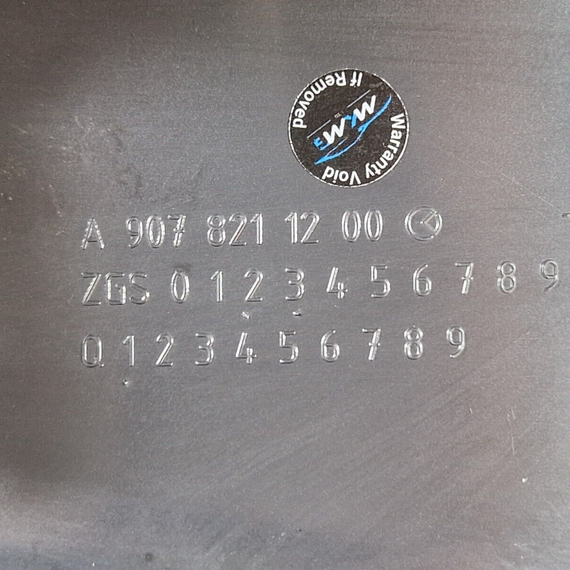 If Removed
MW
Warranty Void
A 907 821 12 00
ZGS 0 1 2 3 4 5 6 7 8 9
0 1 2 3 4 5 6 7 8 9